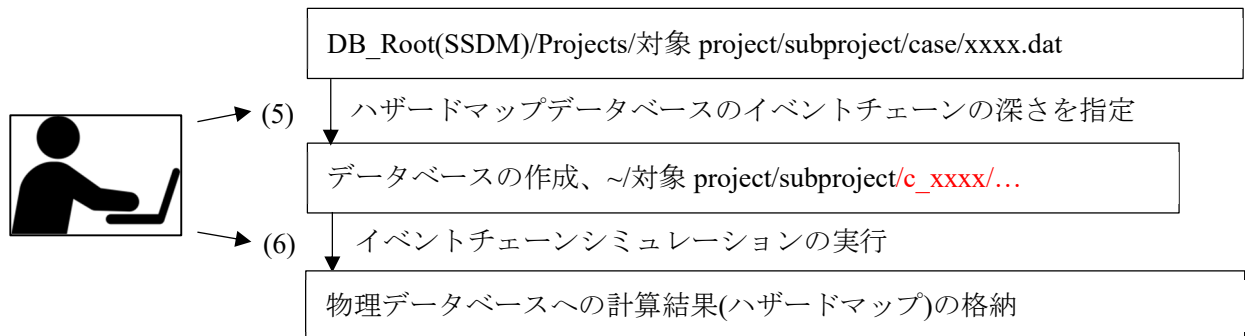 DB_Root(SSDM)/Projects/対象 project/subproject/case/xxxx.dat
(5) ハザードマップデータベースのイベントチェーンの深さを指定
データベースの作成、~/対象 project/subproject/c_xxxx/…
(6) イベントチェーンシミュレーションの実行
物理データベースへの計算結果(ハザードマップ)の格納